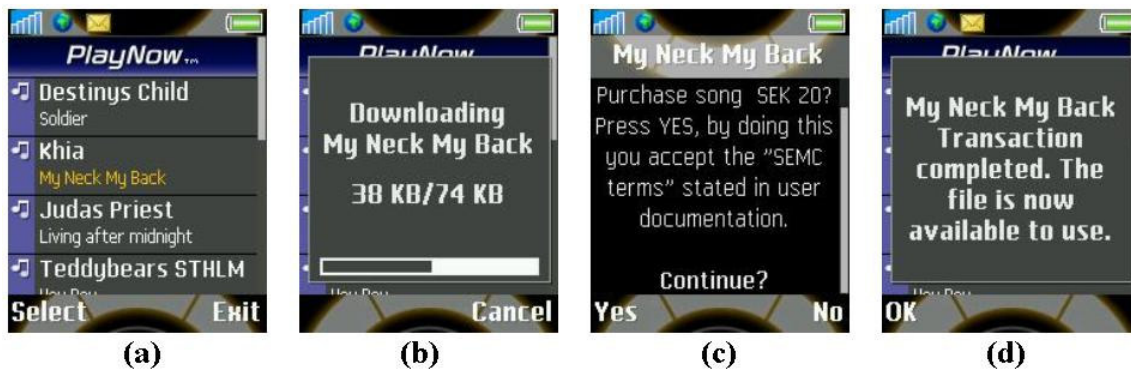 PlayNow™
Destinys Child
Soldier
Khia
My Neck My Back
Judas Priest
Living after midnight
Teddybears STHLM
Select Exit
(a)
PlayNow
Downloading
My Neck My Back
38 KB/74 KB
Cancel
(b)
My Neck My Back
Purchase song SEK 20?
Press YES, by doing this
you accept the "SEMC
terms" stated in user
documentation.
Continue?
Yes No
(c)
PlayNow
My Neck My Back
Transaction
completed. The
file is now
available to use.
OK
(d)